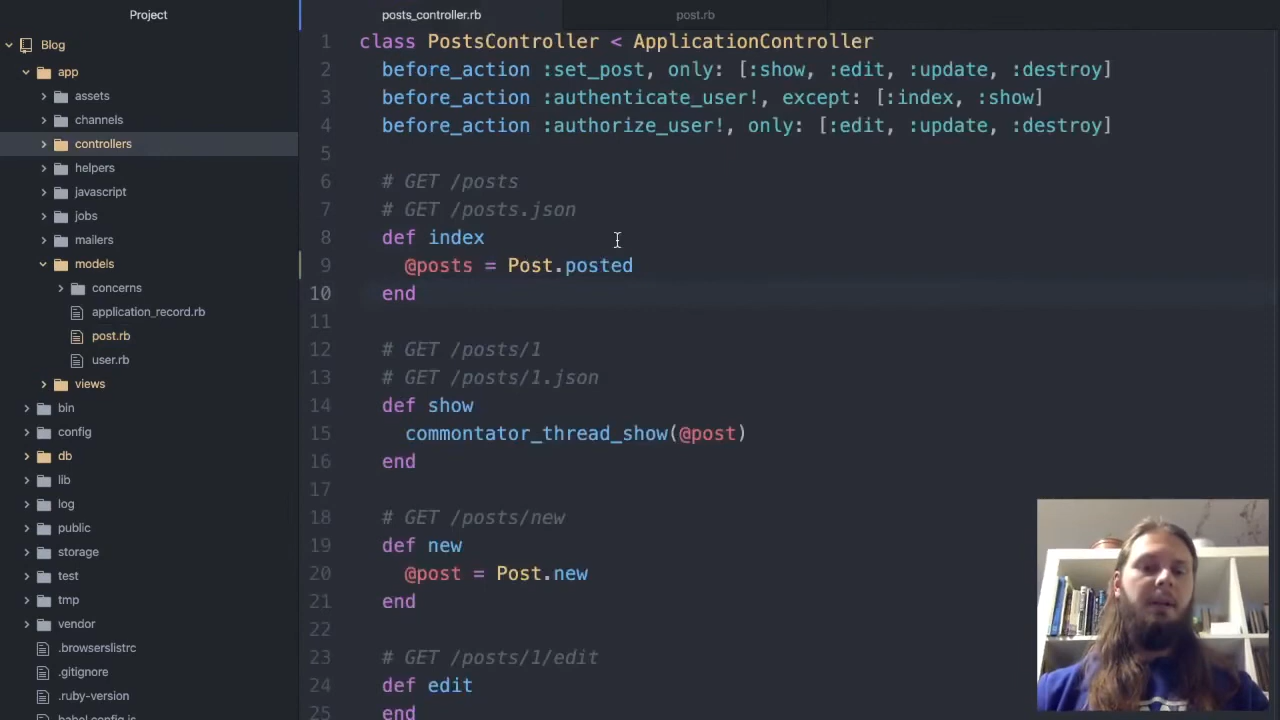 Project
Blog
app
assets
channels
controllers
helpers
javascript
jobs
mailers
models
concerns
application_record.rb
post.rb
user.rb
views
bin
config
db
lib
log
public
storage
test
tmp
vendor
.browserslistrc
.gitignore
.ruby-version
babel.config.js
posts_controller.rb
post.rb
1 class PostsController < ApplicationController
2 before_action :set_post, only: [:show, :edit, :update, :destroy]
3 before_action :authenticate_user!, except: [:index, :show]
4 before_action :authorize_user!, only: [:edit, :update, :destroy]
5
6 # GET /posts
7 # GET /posts.json
8 def index
9 @posts = Post.posted
10 end
11
12 # GET /posts/1
13 # GET /posts/1.json
14 def show
15 commontator_thread_show(@post)
16 end
17
18 # GET /posts/new
19 def new
20 @post = Post.new
21 end
22
23 # GET /posts/1/edit
24 def edit
25 end